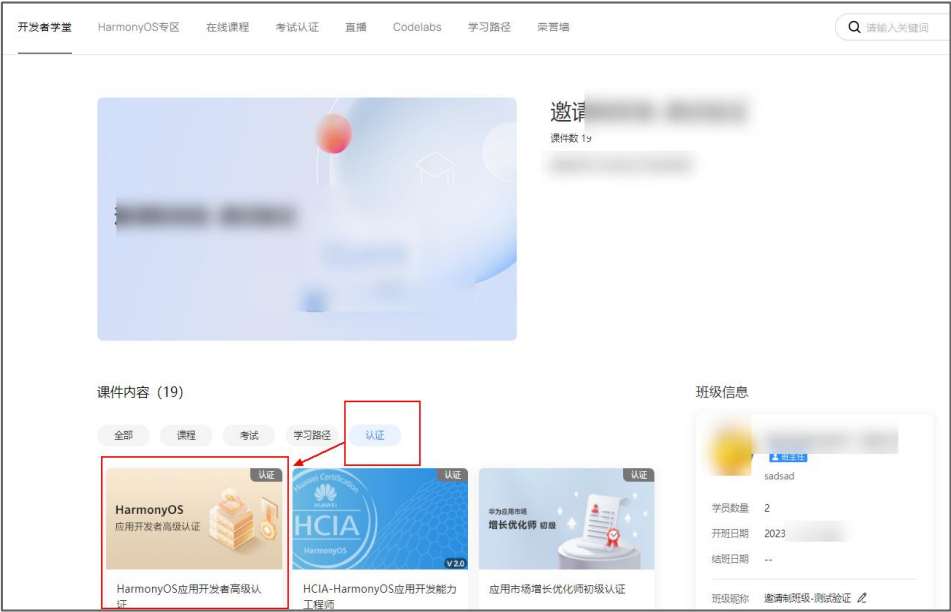 开发者学堂 HarmonyOS专区 在线课程 考试认证 直播 Codelabs 学习路径 荣誉墙 请输入关键词
邀请
课件数 19
课件内容（19）
班级信息
全部 课程 考试 学习路径 认证
班主任
sadsad
认证
HarmonyOS
应用开发者高级认证
认证
Huawei Certification
HUAWEI
HCIA
HarmonyOS
V 2.0
认证
华为应用市场
增长优化师 初级
学员数量 2
开班日期 2023
结班日期 --
HarmonyOS应用开发者高级认
证
HCIA-HarmonyOS应用开发能力
工程师
应用市场增长优化师初级认证
班级昵称 邀请制班级-测试验证